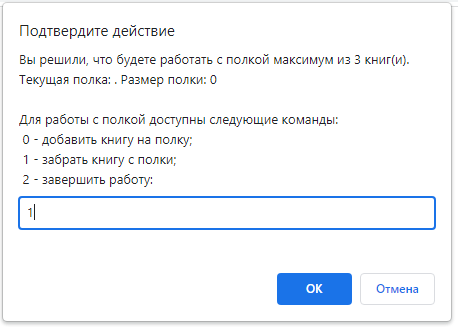 Подтвердите действие
Вы решили, что будете работать с полкой максимум из 3 книг(и).
Текущая полка: . Размер полки: 0
Для работы с полкой доступны следующие команды:
0 - добавить книгу на полку;
1 - забрать книгу с полки;
2 - завершить работу:
1
ОК
Отмена